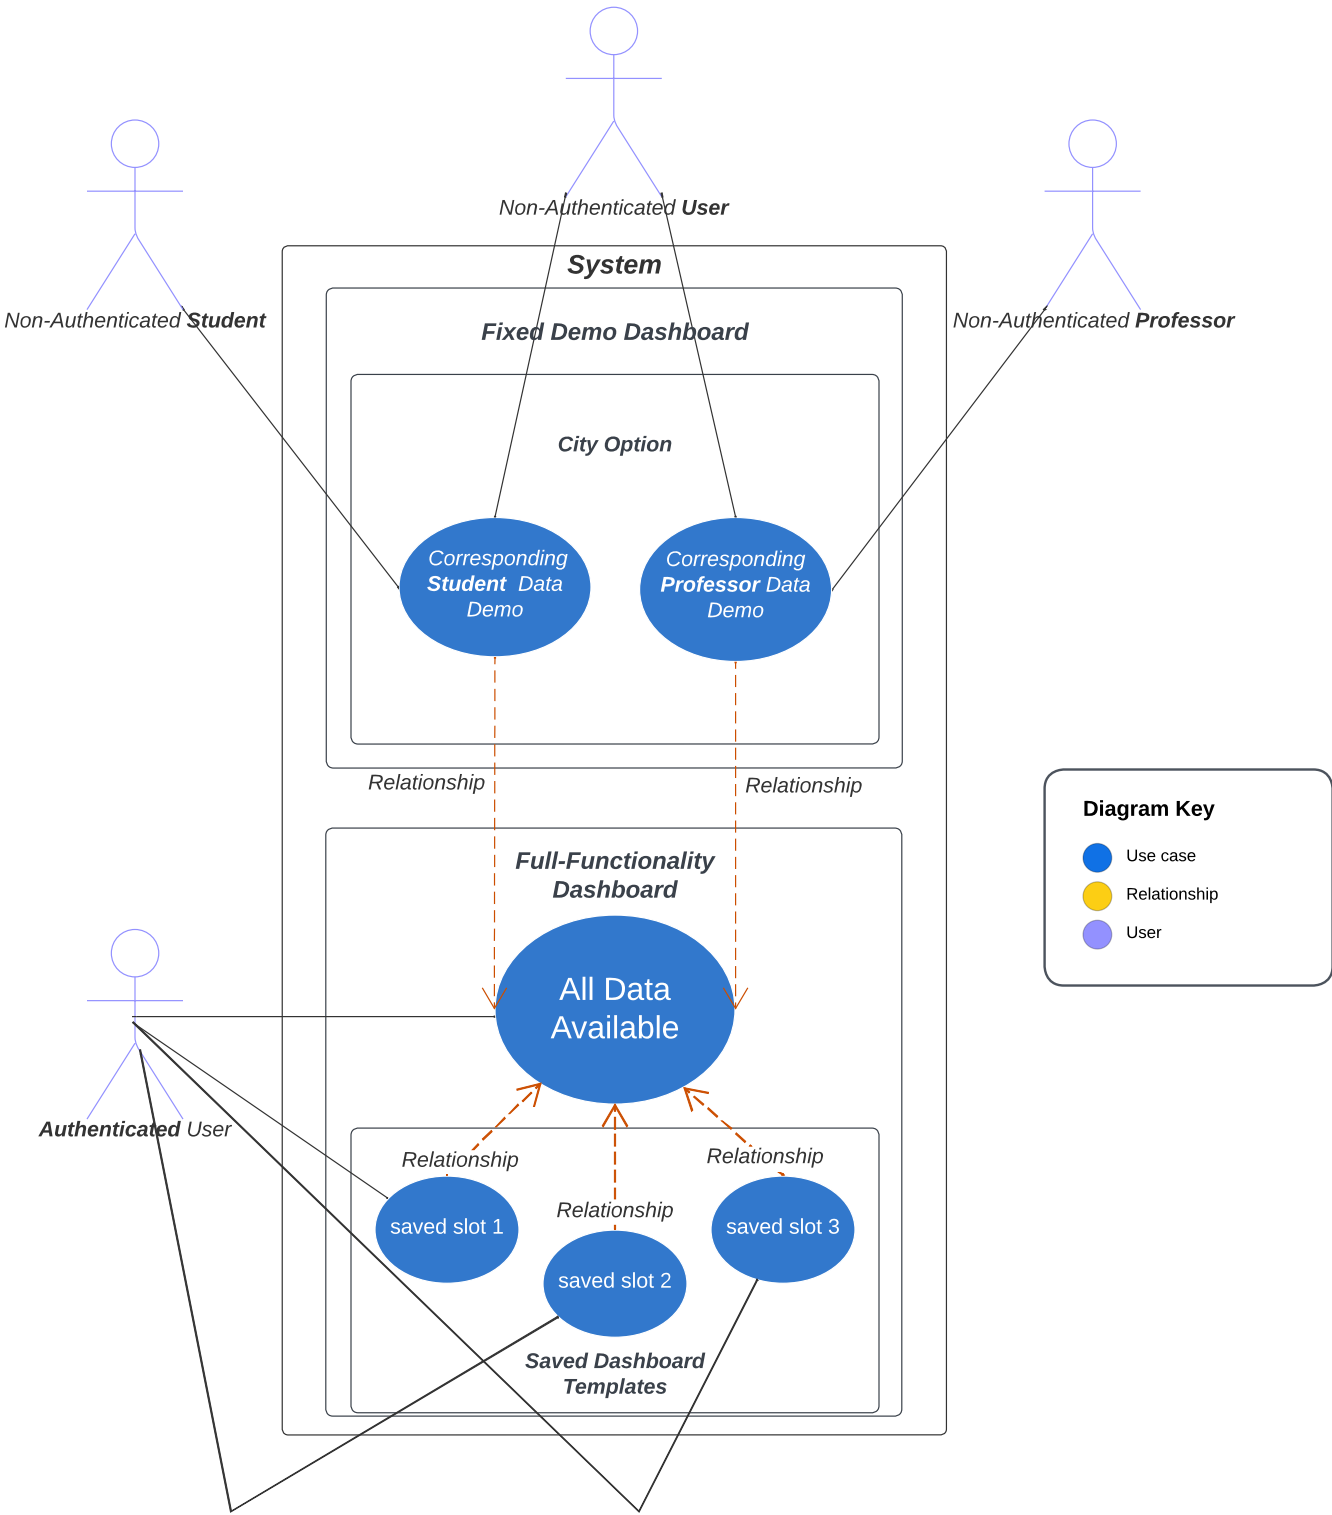 Non-Authenticated User
Non-Authenticated Student
Non-Authenticated Professor
System
Fixed Demo Dashboard
City Option
Corresponding
Student Data
Demo
Corresponding
Professor Data
Demo
Relationship
Relationship
Diagram Key
Use case
Relationship
User
Full-Functionality
Dashboard
All Data
Available
Authenticated User
Relationship
Relationship
Relationship
saved slot 1
saved slot 2
saved slot 3
Saved Dashboard
Templates